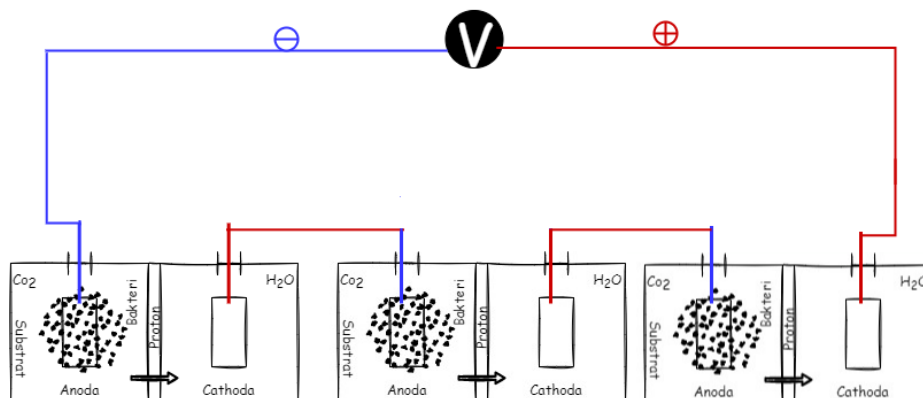 ⊖
V
⊕
Co2
Substrat
Bakteri
Proton
H2O
Anoda
Cathoda
Co2
Substrat
Bakteri
Proton
H2O
Anoda
Cathoda
Co2
Substrat
Bakteri
Proton
H2O
Anoda
Cathoda